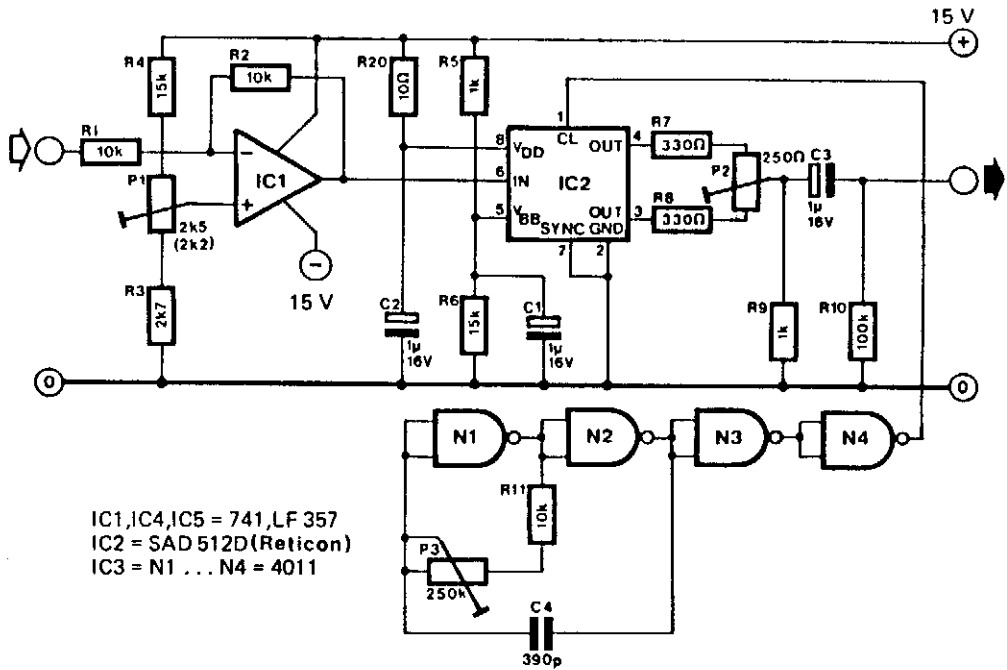 15 V
+
R4
15k
R2
10k
R20
10Ω
R5
1k
R1
10k
P1
2k5
(2k2)
IC1
−
+
−
15 V
R3
2k7
C2
1µ
16V
R6
15k
C1
1µ
16V
1
CL
8
VDD
6
IN
5
VBB
IC2
OUT
4
OUT
3
SYNC
7
GND
2
R7
330Ω
R8
330Ω
P2
250Ω
C3
1µ
16V
R9
1k
R10
100k
0
0
N1
N2
N3
N4
R11
10k
P3
250k
C4
390p
IC1,IC4,IC5 = 741,LF 357
IC2 = SAD 512D(Reticon)
IC3 = N1 ... N4 = 4011